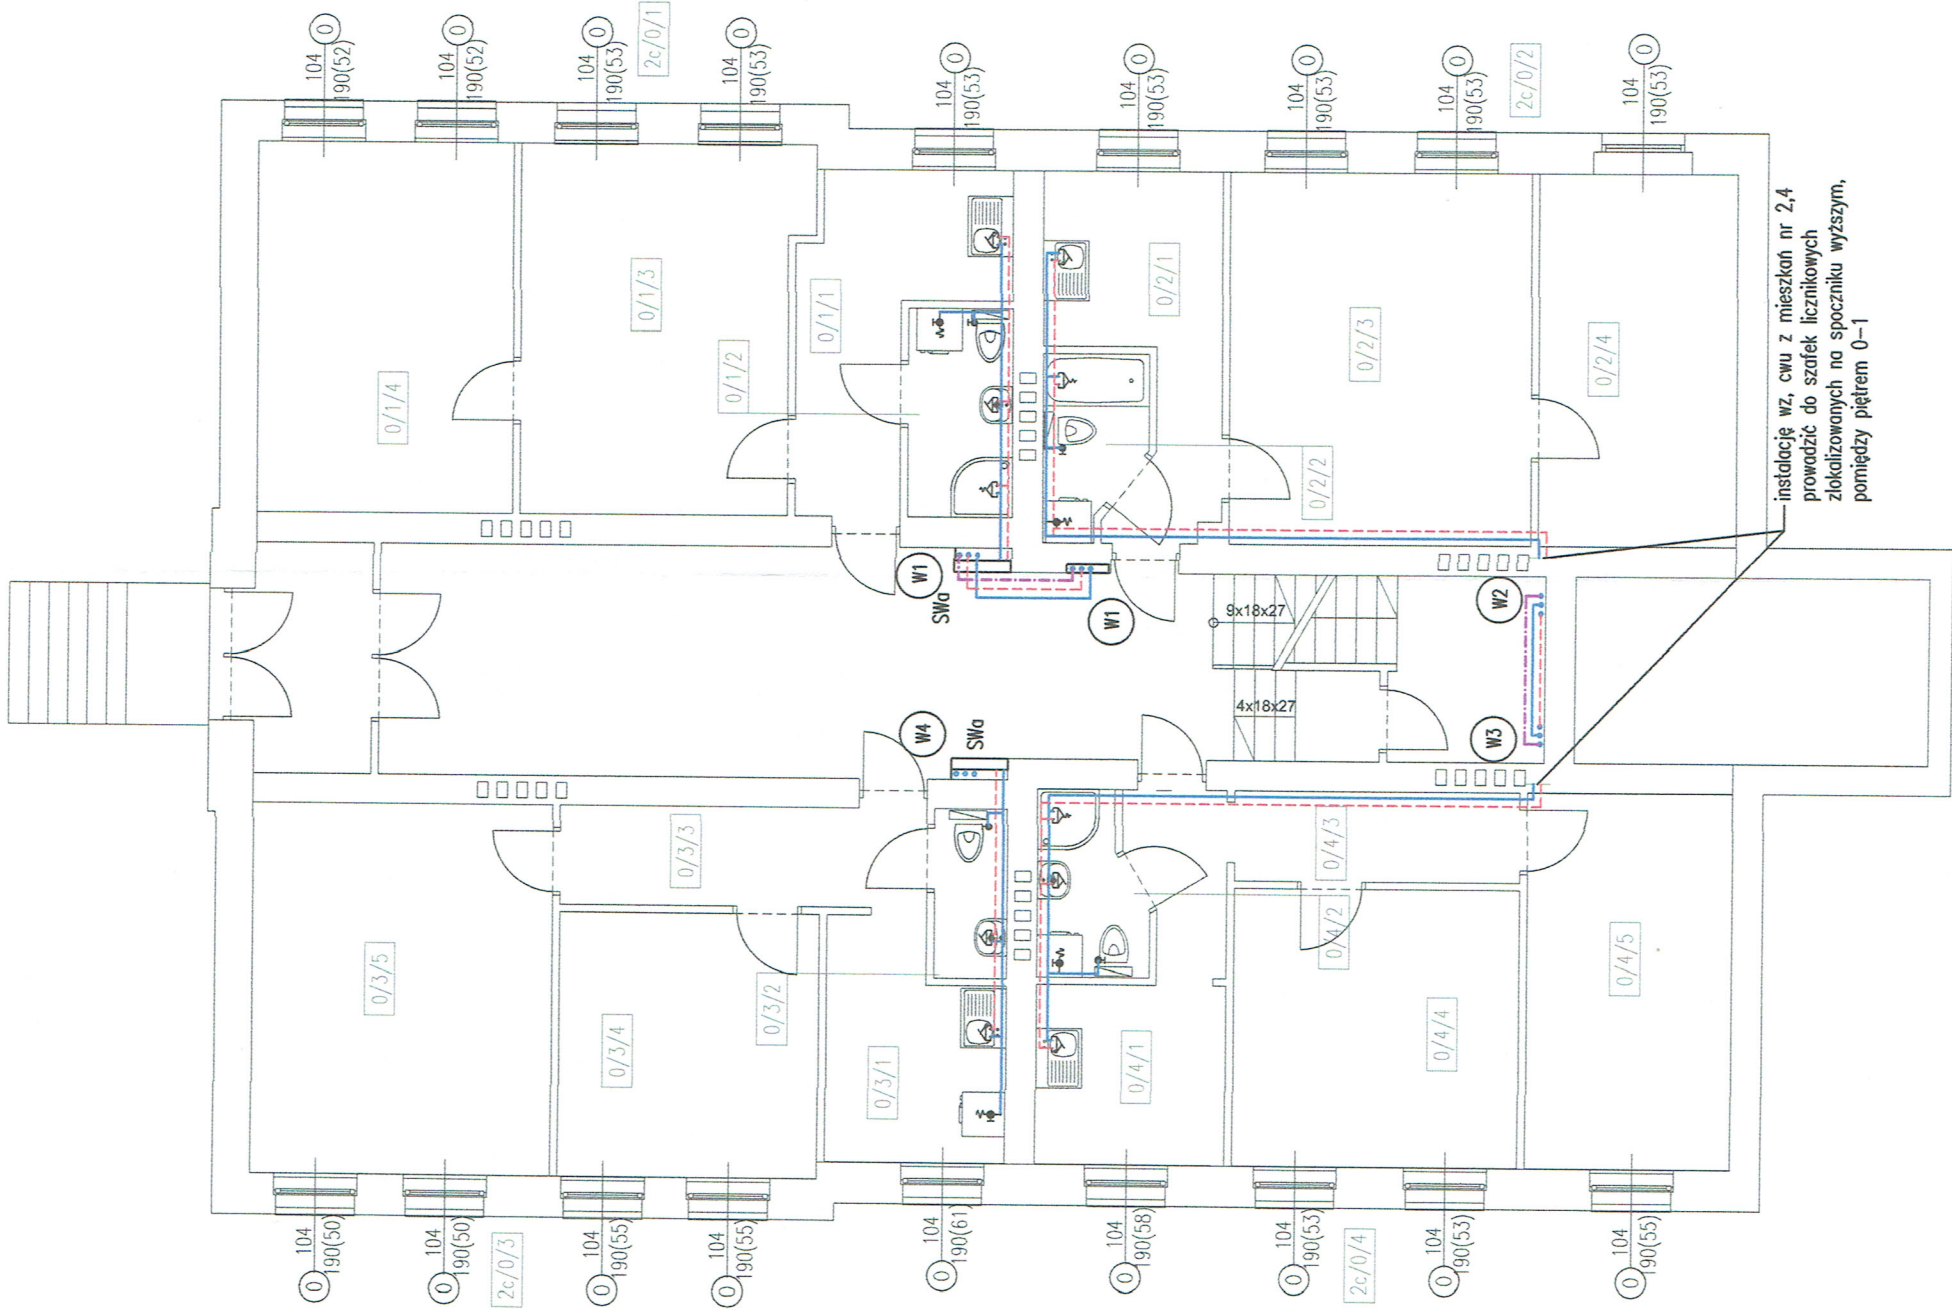 104
190(52)
O
104
190(52)
O
104
190(53)
O
2c/0/1
104
190(53)
O
104
190(53)
O
104
190(53)
O
104
190(53)
O
104
190(53)
O
2c/0/2
104
190(53)
O
0/1/4
0/1/3
0/1/2
0/1/1
0/2/1
0/2/2
0/2/3
0/2/4
instalację wz, cwu z mieszkań nr 2,4
prowadzić do szafek licznikowych
zlokalizowanych na spoczniku wyższym,
pomiędzy piętrem 0-1
W1
SWa
W1
9x18x27
4x18x27
W2
W3
W4
SWa
0/3/5
0/3/3
0/3/4
0/3/2
0/3/1
0/4/3
0/4/2
0/4/1
0/4/4
0/4/5
104
190(50)
O
104
190(50)
O
2c/0/3
104
190(55)
O
104
190(55)
O
104
190(61)
O
104
190(58)
O
104
190(53)
O
2c/0/4
104
190(53)
O
104
190(55)
O